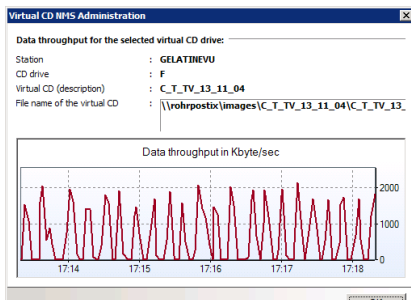 Virtual CD NMS Administration
Data throughput for the selected virtual CD drive:
Station : GELATINEVU
CD drive : F
Virtual CD (description) : C_T_TV_13_11_04
File name of the virtual CD : \\rohrpostix\images\C_T_TV_13_11_04\C_T_TV_13_
Data throughput in Kbyte/sec
2000
1000
0
17:14 17:15 17:16 17:17 17:18